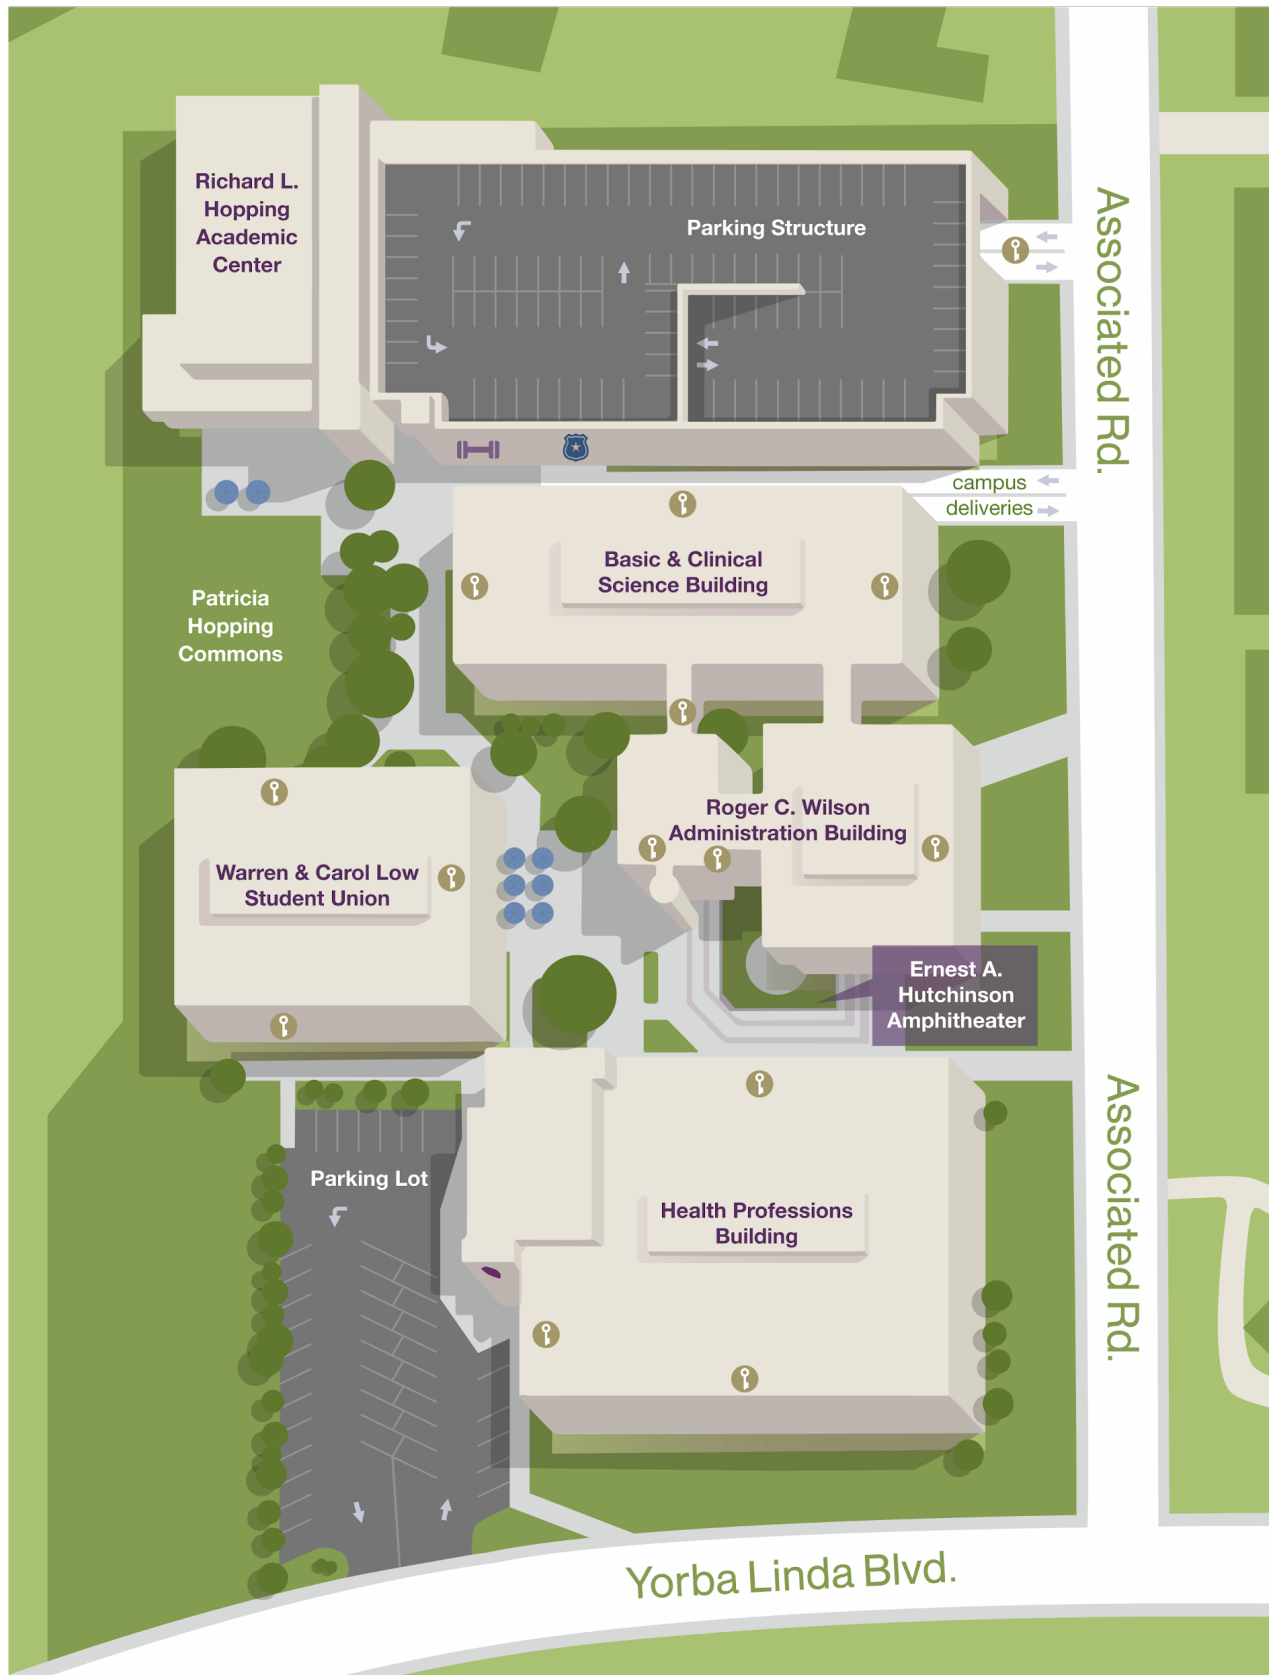 Richard L.
Hopping
Academic
Center
Parking Structure
Associated Rd.
campus
deliveries
Basic & Clinical
Science Building
Patricia
Hopping
Commons
Roger C. Wilson
Administration Building
Warren & Carol Low
Student Union
Ernest A.
Hutchinson
Amphitheater
Associated Rd.
Parking Lot
Health Professions
Building
Yorba Linda Blvd.